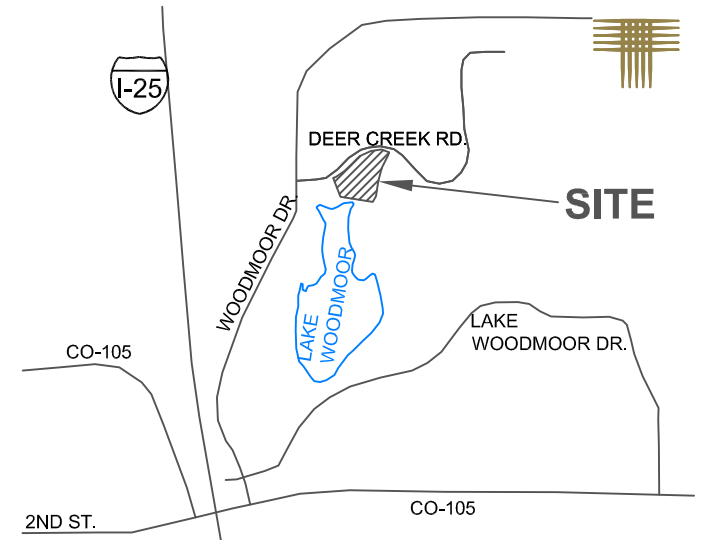 I-25
DEER CREEK RD.
SITE
WOODMOOR DR.
LAKE
WOODMOOR
LAKE
WOODMOOR DR.
CO-105
CO-105
2ND ST.